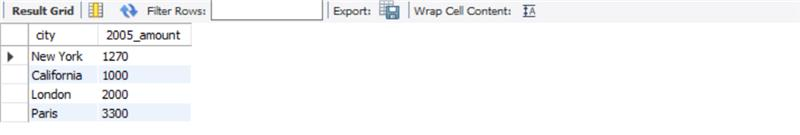 Result Grid Filter Rows: Export: Wrap Cell Content:
city 2005_amount
New York 1270
California 1000
London 2000
Paris 3300